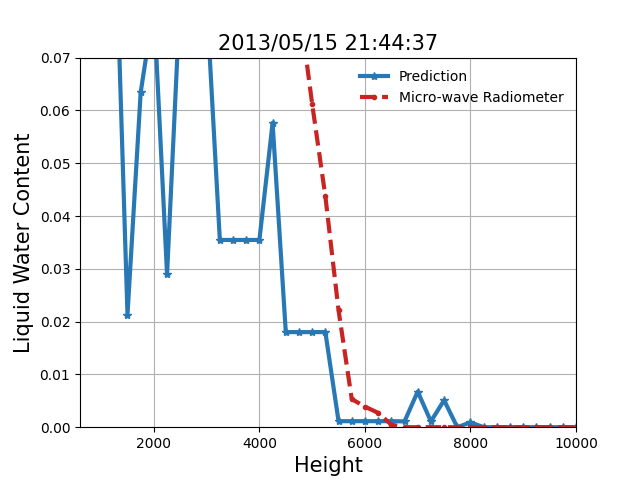 2013/05/15 21:44:37
0.07
0.06
0.05
0.04
0.03
0.02
0.01
0.00
Liquid Water Content
Prediction
Micro-wave Radiometer
2000 4000 6000 8000 10000
Height